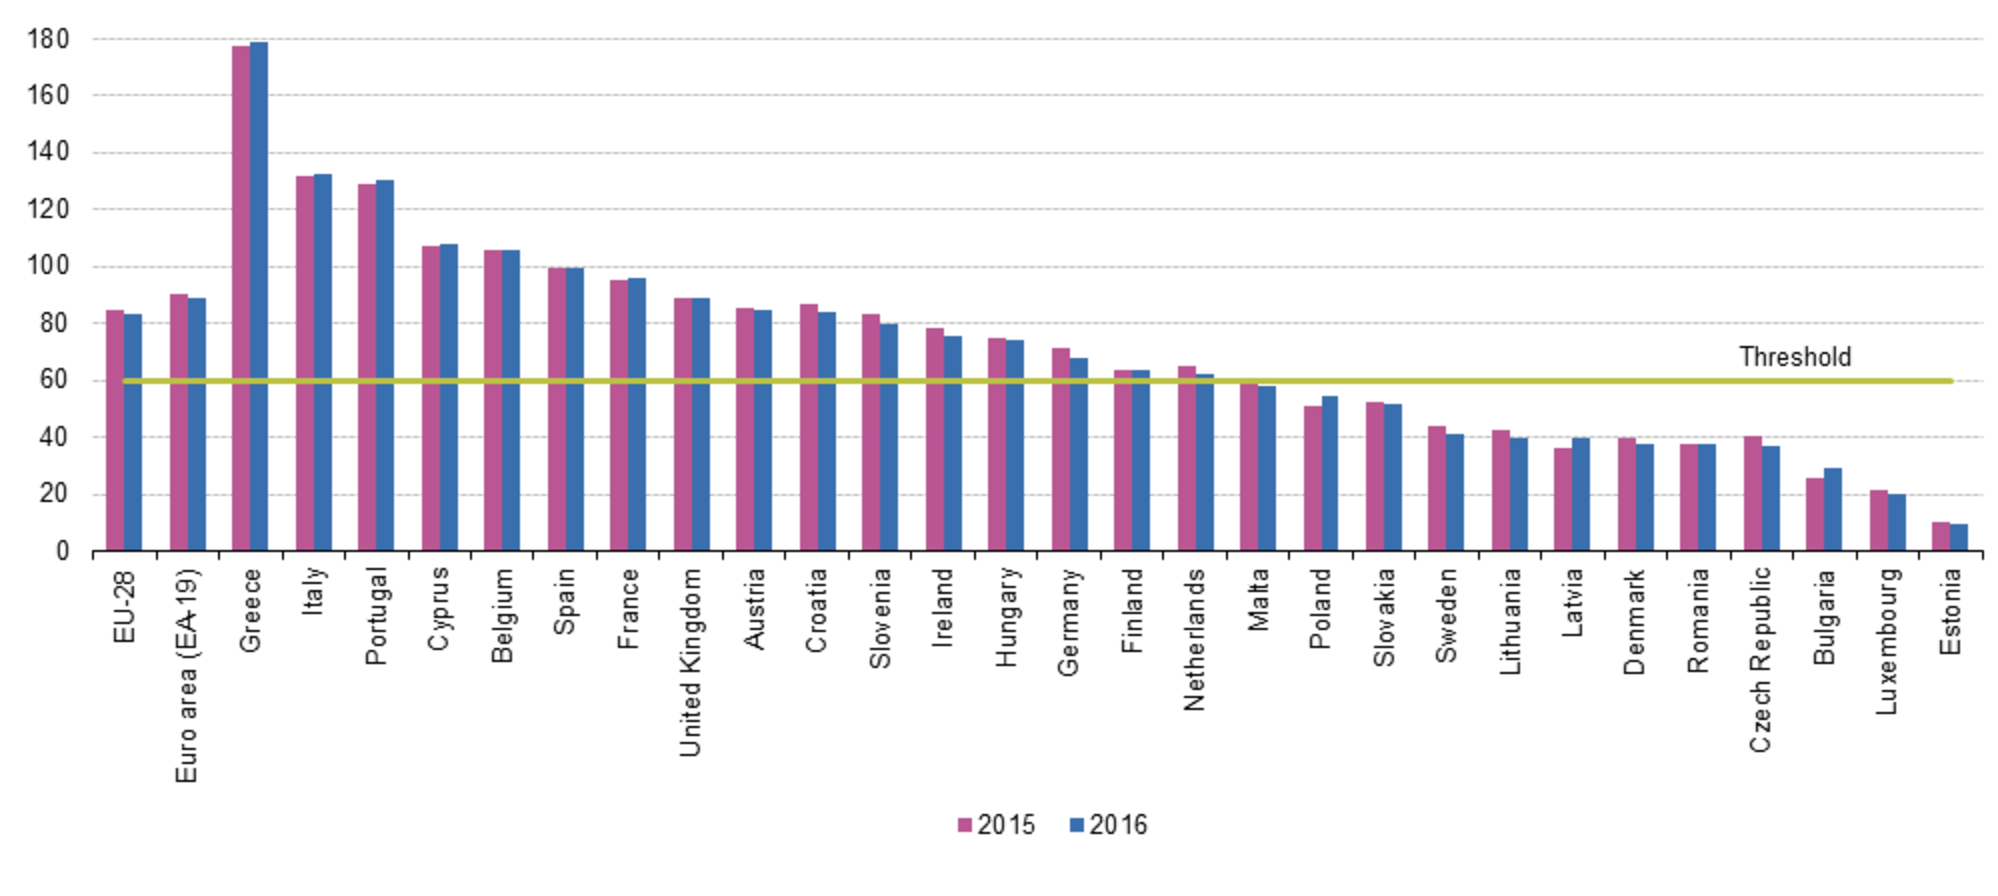 180
160
140
120
100
80
60
40
20
0
Threshold
EU-28
Euro area (EA-19)
Greece
Italy
Portugal
Cyprus
Belgium
Spain
France
United Kingdom
Austria
Croatia
Slovenia
Ireland
Hungary
Germany
Finland
Netherlands
Malta
Poland
Slovakia
Sweden
Lithuania
Latvia
Denmark
Romania
Czech Republic
Bulgaria
Luxembourg
Estonia
2015 2016